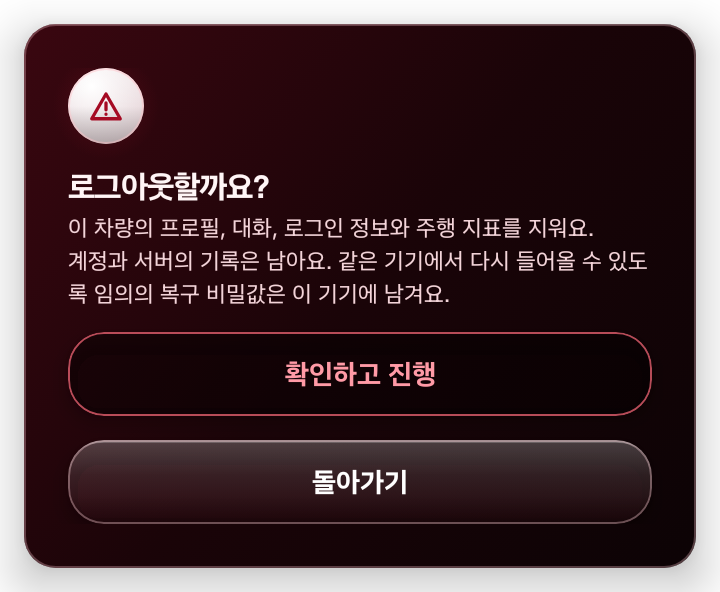 로그아웃할까요?
이 차량의 프로필, 대화, 로그인 정보와 주행 지표를 지워요.
계정과 서버의 기록은 남아요. 같은 기기에서 다시 들어올 수 있도
록 임의의 복구 비밀값은 이 기기에 남겨요.
확인하고 진행
돌아가기